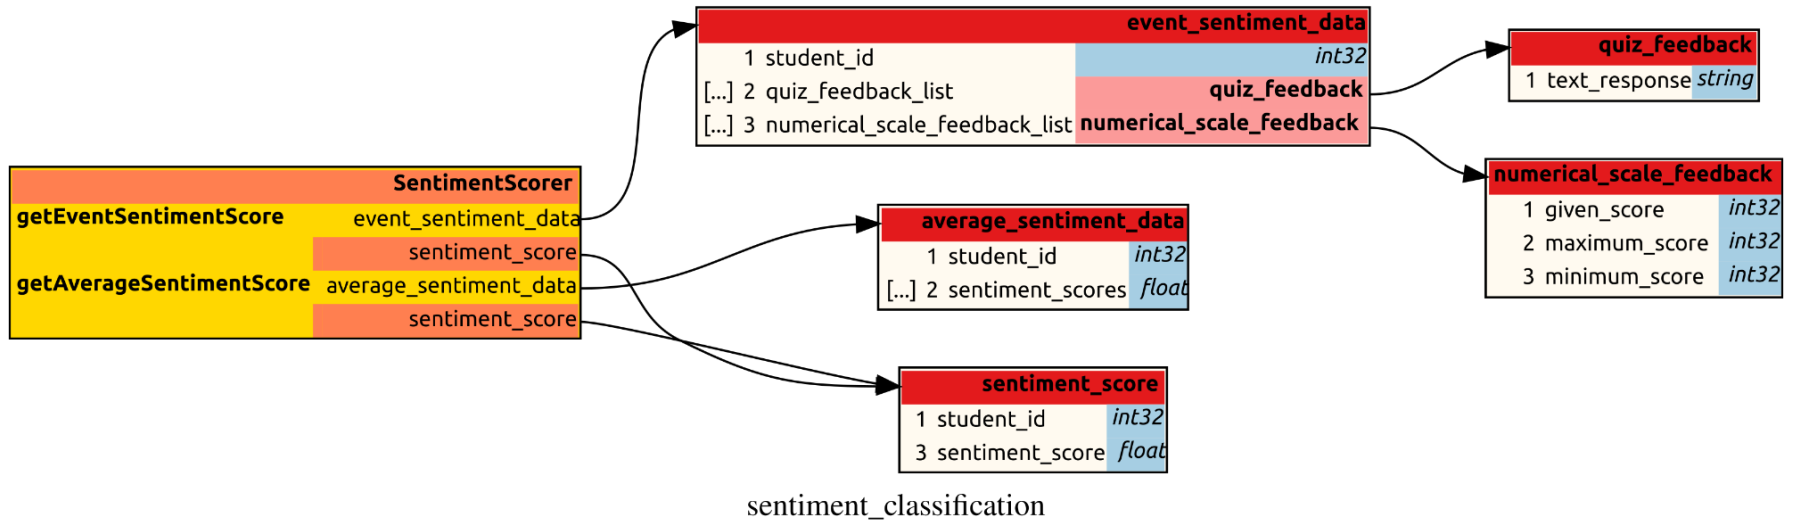 SentimentScorer
getEventSentimentScore event_sentiment_data
sentiment_score
getAverageSentimentScore average_sentiment_data
sentiment_score
event_sentiment_data
1 student_id int32
[...] 2 quiz_feedback_list quiz_feedback
[...] 3 numerical_scale_feedback_list numerical_scale_feedback
average_sentiment_data
1 student_id int32
[...] 2 sentiment_scores float
sentiment_score
1 student_id int32
3 sentiment_score float
quiz_feedback
1 text_response string
numerical_scale_feedback
1 given_score int32
2 maximum_score int32
3 minimum_score int32
sentiment_classification